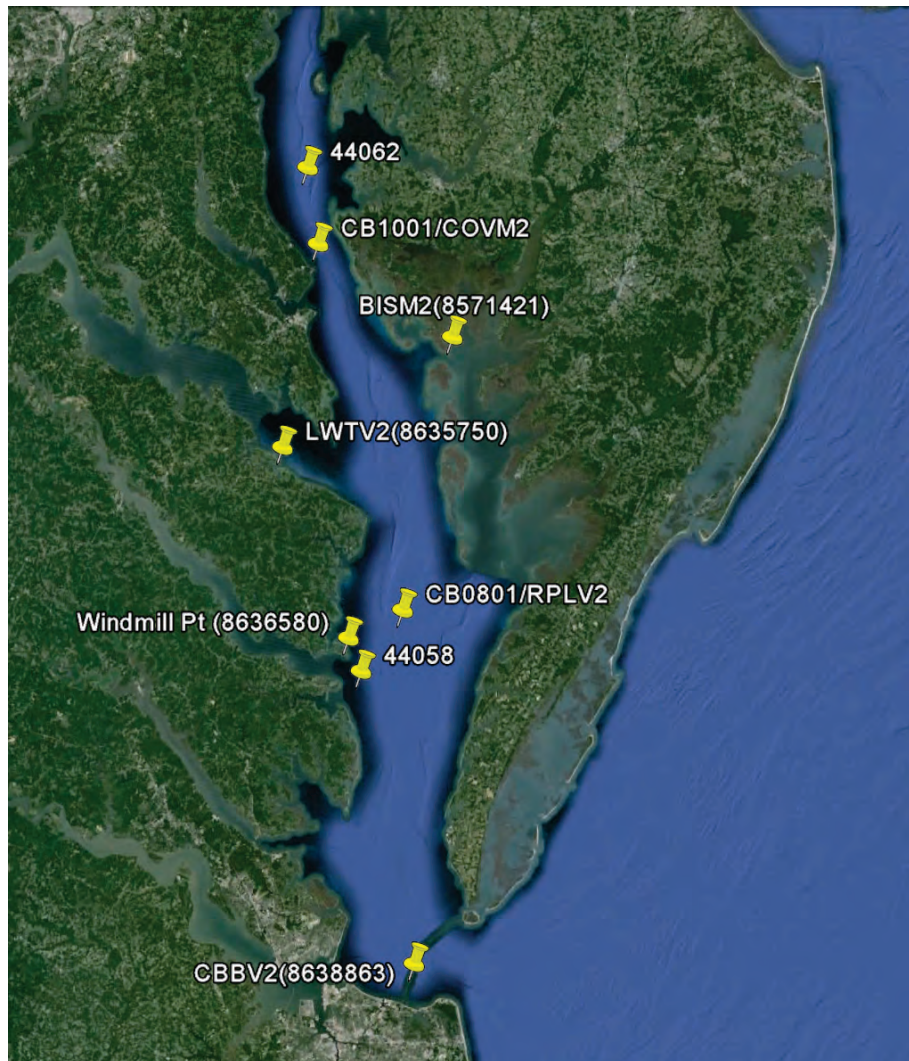 44062
CB1001/COVM2
BISM2(8571421)
LWTV2(8635750)
CB0801/RPLV2
Windmill Pt (8636580)
44058
CBBV2(8638863)